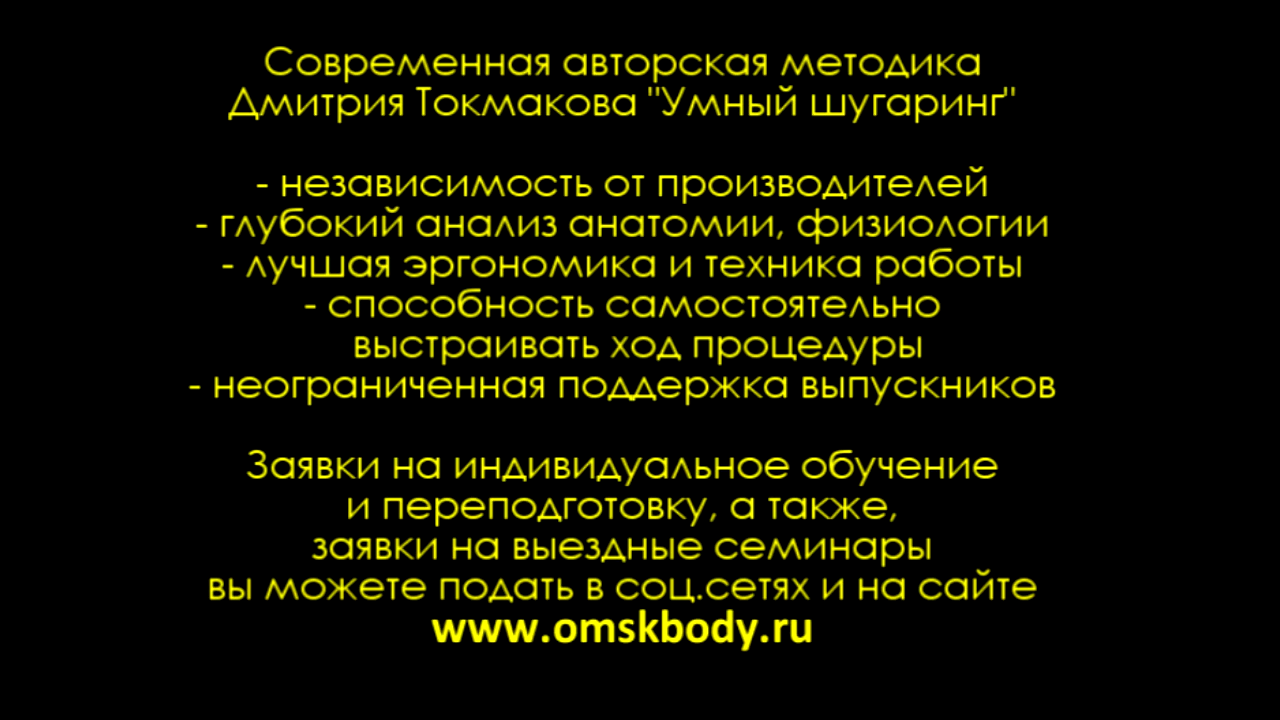 Современная авторская методика
Дмитрия Токмакова "Умный шугаринг"
- независимость от производителей
- глубокий анализ анатомии, физиологии
- лучшая эргономика и техника работы
- способность самостоятельно
выстраивать ход процедуры
- неограниченная поддержка выпускников
Заявки на индивидуальное обучение
и переподготовку, а также,
заявки на выездные семинары
вы можете подать в соц.сетях и на сайте
www.omskbody.ru